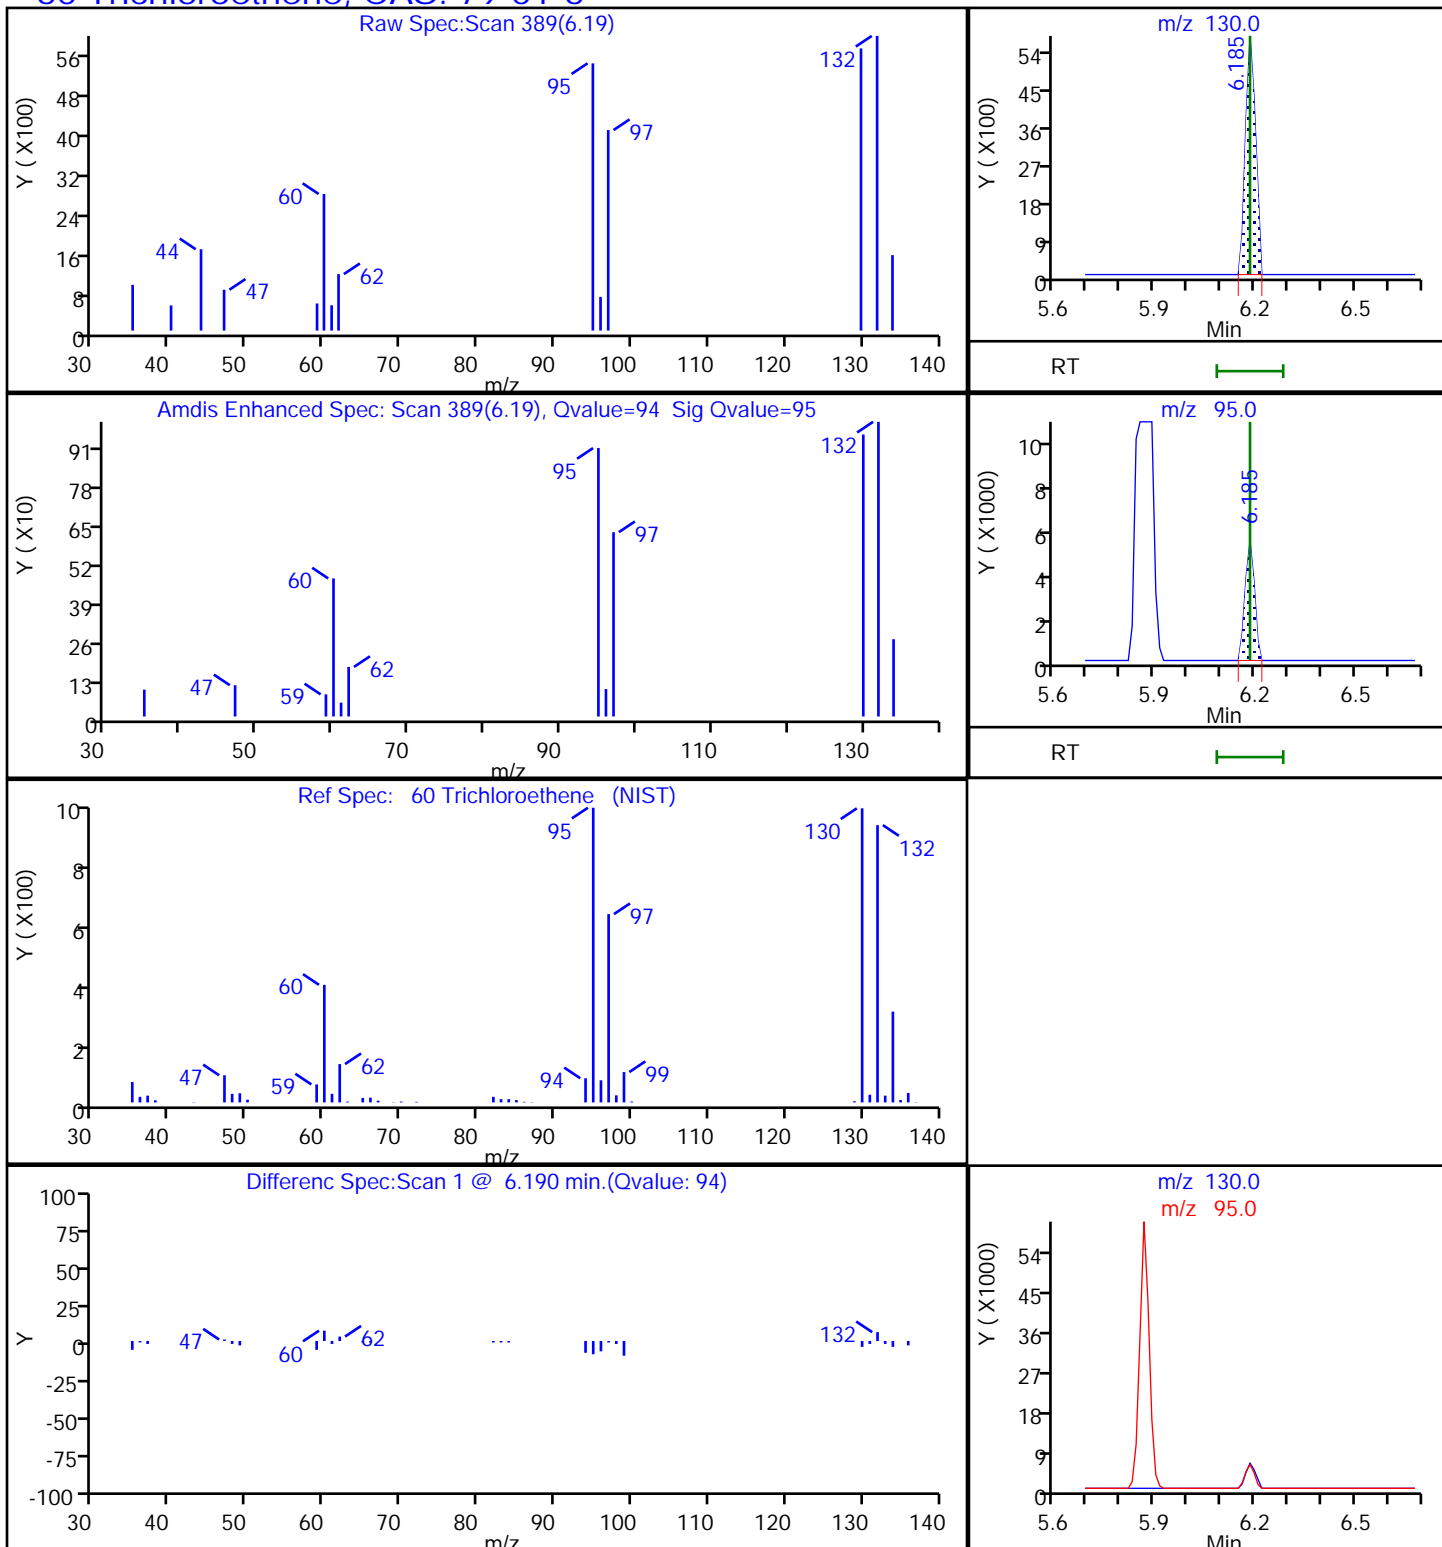 Raw Spec:Scan 389(6.19)
Y ( X100)
56
48
40
32
24
16
8
0
132
95
97
60
44
47
62
30 40 50 60 70 80 90 100 110 120 130 140
m/z
m/z 130.0
6.185
Y ( X100)
54
45
36
27
18
9
0
5.6 5.9 6.2 6.5
Min
RT
Amdis Enhanced Spec: Scan 389(6.19), Qvalue=94 Sig Qvalue=95
Y ( X10)
91
78
65
52
39
26
13
0
132
95
97
60
47
59
62
30 50 70 90 110 130
m/z
m/z 95.0
6.185
Y ( X1000)
10
8
6
4
2
0
5.6 5.9 6.2 6.5
Min
RT
Ref Spec: 60 Trichloroethene (NIST)
Y ( X100)
10
8
6
4
2
0
95
130
132
97
60
47
59
62
94
99
30 40 50 60 70 80 90 100 110 120 130 140
m/z
Differenc Spec:Scan 1 @ 6.190 min.(Qvalue: 94)
Y
100
75
50
25
0
-25
-50
-75
-100
47
60
62
132
30 40 50 60 70 80 90 100 110 120 130 140
m/z
m/z 130.0
m/z 95.0
Y ( X1000)
54
45
36
27
18
9
0
5.6 5.9 6.2 6.5
Min